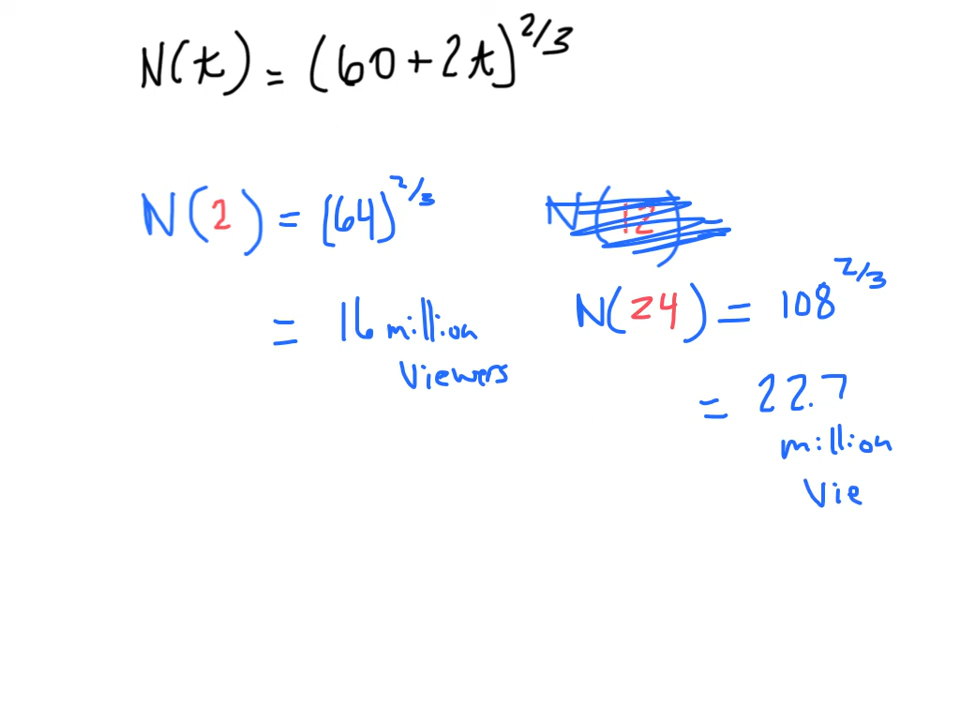 N(t) = (60+2t)^2/3
N(2) = (64)^2/3
= 16 million
Viewers
N(12)
N(24) = 108^2/3
= 22.7
million
Vie